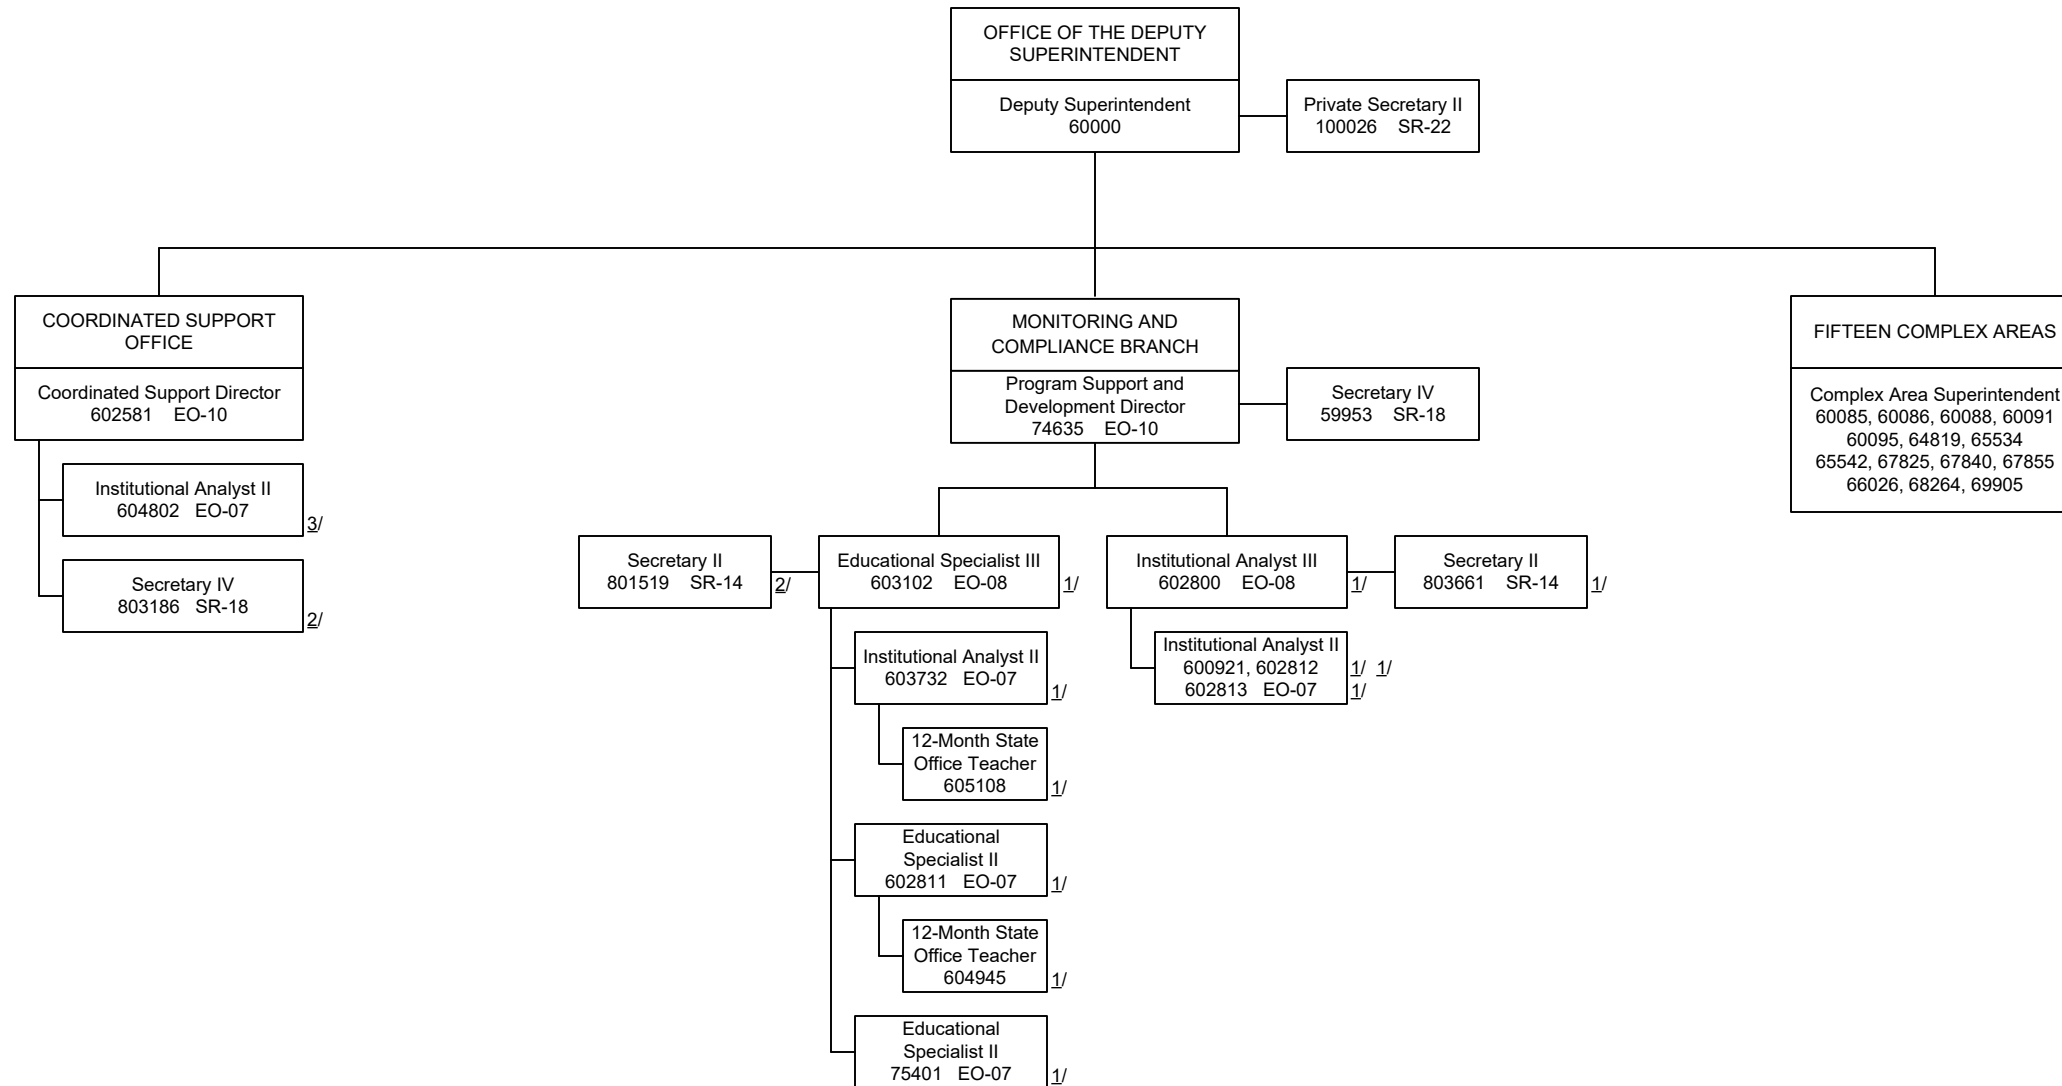 OFFICE OF THE DEPUTY
SUPERINTENDENT
Deputy Superintendent
60000
Private Secretary II
100026 SR-22
COORDINATED SUPPORT
OFFICE
Coordinated Support Director
602581 EO-10
Institutional Analyst II
604802 EO-07
3/
Secretary IV
803186 SR-18
2/
MONITORING AND
COMPLIANCE BRANCH
Program Support and
Development Director
74635 EO-10
Secretary IV
59953 SR-18
Secretary II
801519 SR-14
2/
Educational Specialist III
603102 EO-08
1/
Institutional Analyst II
603732 EO-07
1/
12-Month State
Office Teacher
605108
1/
Educational
Specialist II
602811 EO-07
1/
12-Month State
Office Teacher
604945
1/
Educational
Specialist II
75401 EO-07
1/
Institutional Analyst III
602800 EO-08
1/
Secretary II
803661 SR-14
1/
Institutional Analyst II
600921, 602812
1/ 1/
602813 EO-07
1/
FIFTEEN COMPLEX AREAS
Complex Area Superintendent
60085, 60086, 60088, 60091
60095, 64819, 65534
65542, 67825, 67840, 67855
66026, 68264, 69905